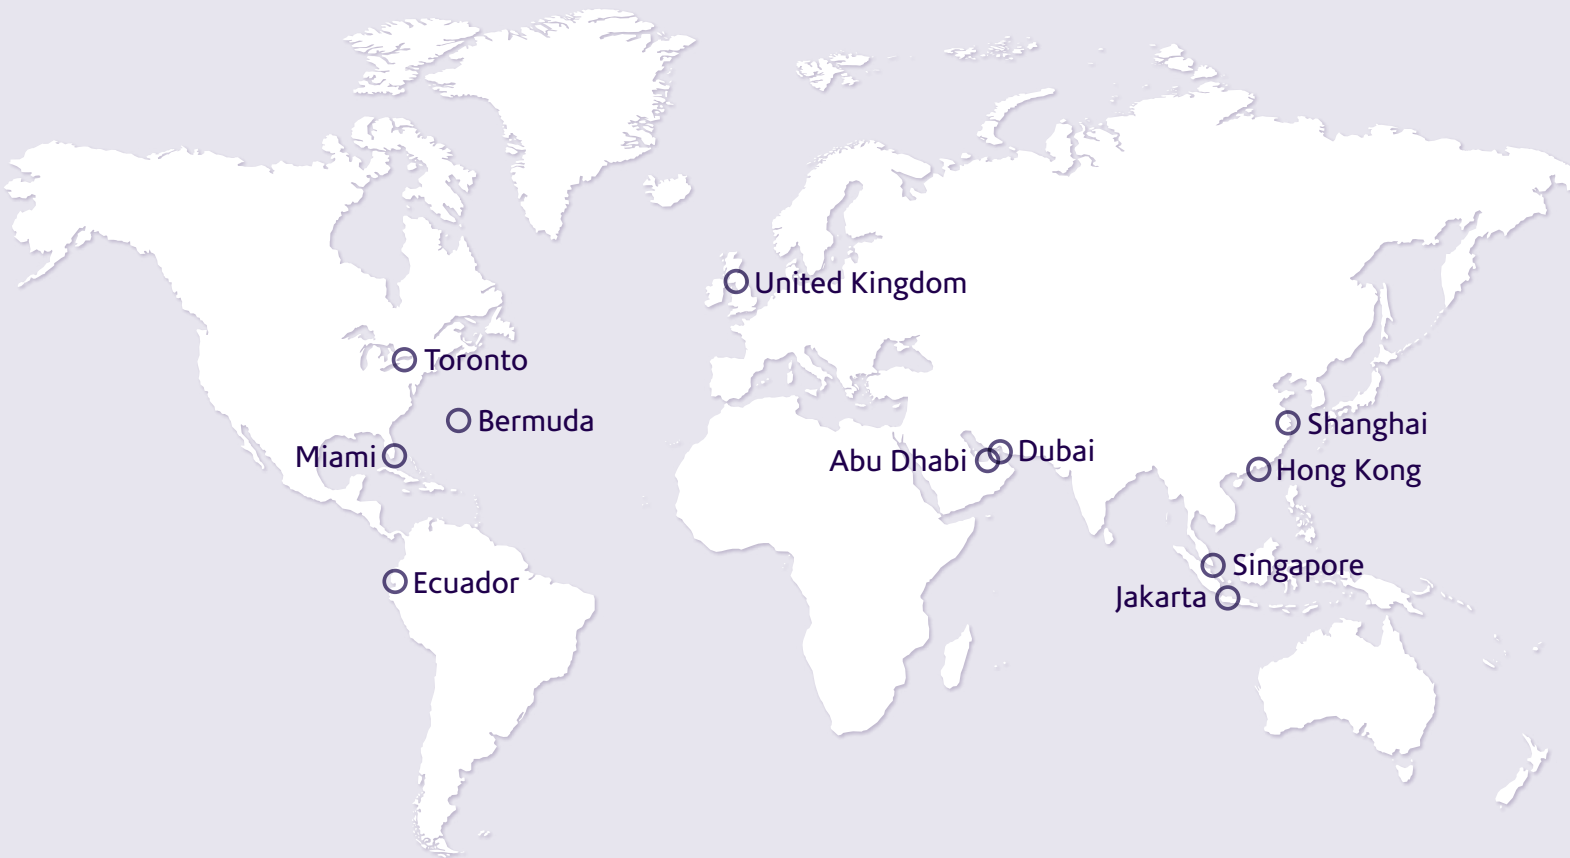 United Kingdom
Toronto
Bermuda
Miami
Abu Dhabi
Dubai
Shanghai
Hong Kong
Ecuador
Singapore
Jakarta